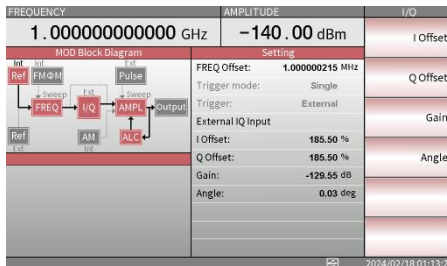 FREQUENCY
AMPLITUDE
I/Q
1.000000000000 GHz
-140.00 dBm
MOD Block Diagram
Int
Int
Ext
Ref
FMΦM
Pulse
Sweep
Ext
Sweep
FREQ
I/Q
AMPL
Output
Ref
AM
ALC
Ext
Int
Setting
FREQ Offset: 1.000000215 MHz
Trigger mode: Single
Trigger: External
External IQ Input
I Offset: 185.50 %
Q Offset: 185.50 %
Gain: -129.55 dB
Angle: 0.03 deg
I Offset
Q Offset
Gain
Angle
2024/02/18 01:13:2